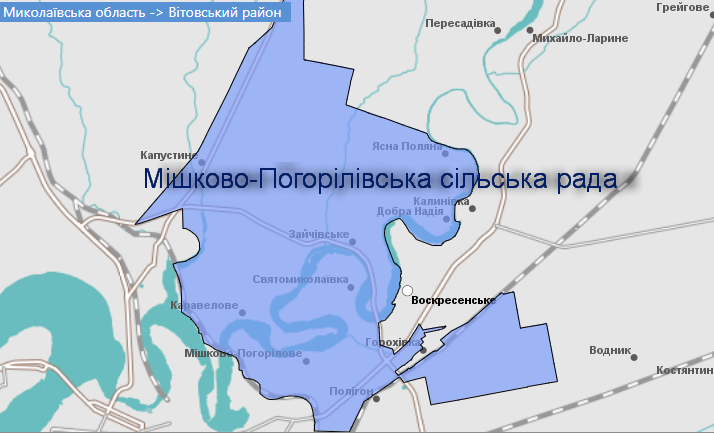 Миколаївська область -> Вітовський район
Грейгове
Пересадівка
Михайло-Ларине
Ясна Поляна
Капустине
Мішково-Погорілівська сільська рада
Калинівка
Добра Надія
Зайчівське
Святомиколаївка
Воскресенське
Каравелове
Горохівка
Мішково-Погорілове
Водник
Костянтин
Полігон